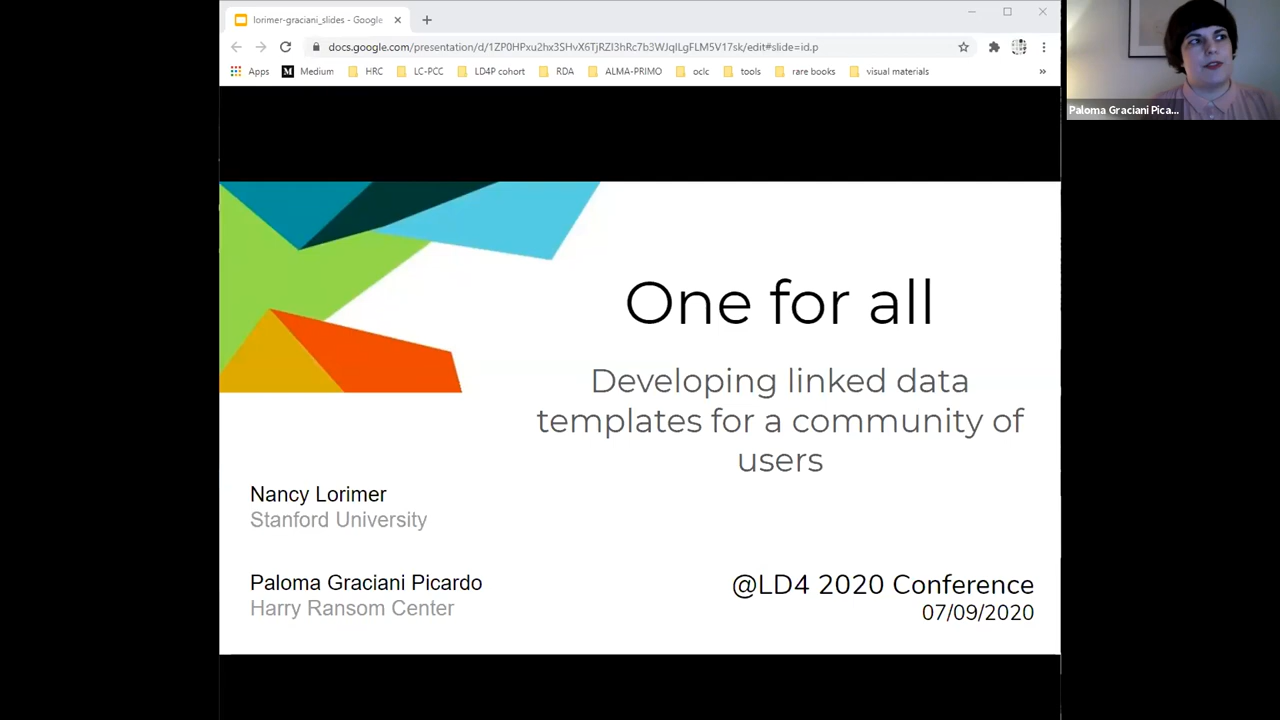 lorimer-graciani_slides - Google
docs.google.com/presentation/d/1ZP0HPxu2hx3SHvX6TjRZI3hRc7b3WJqILgFLM5V17sk/edit#slide=id.p
Apps Medium HRC LC-PCC LD4P cohort RDA ALMA-PRIMO oclc tools rare books visual materials »
Paloma Graciani Pica...
One for all
Developing linked data
templates for a community of
users
Nancy Lorimer
Stanford University
Paloma Graciani Picardo
Harry Ransom Center
@LD4 2020 Conference
07/09/2020